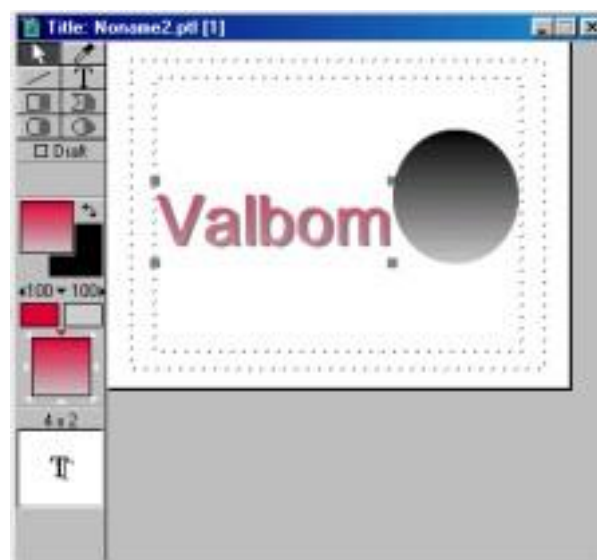 Title: Noname2.ptl [1]
T
Draft
Valbom
100 100
4 x 2
T